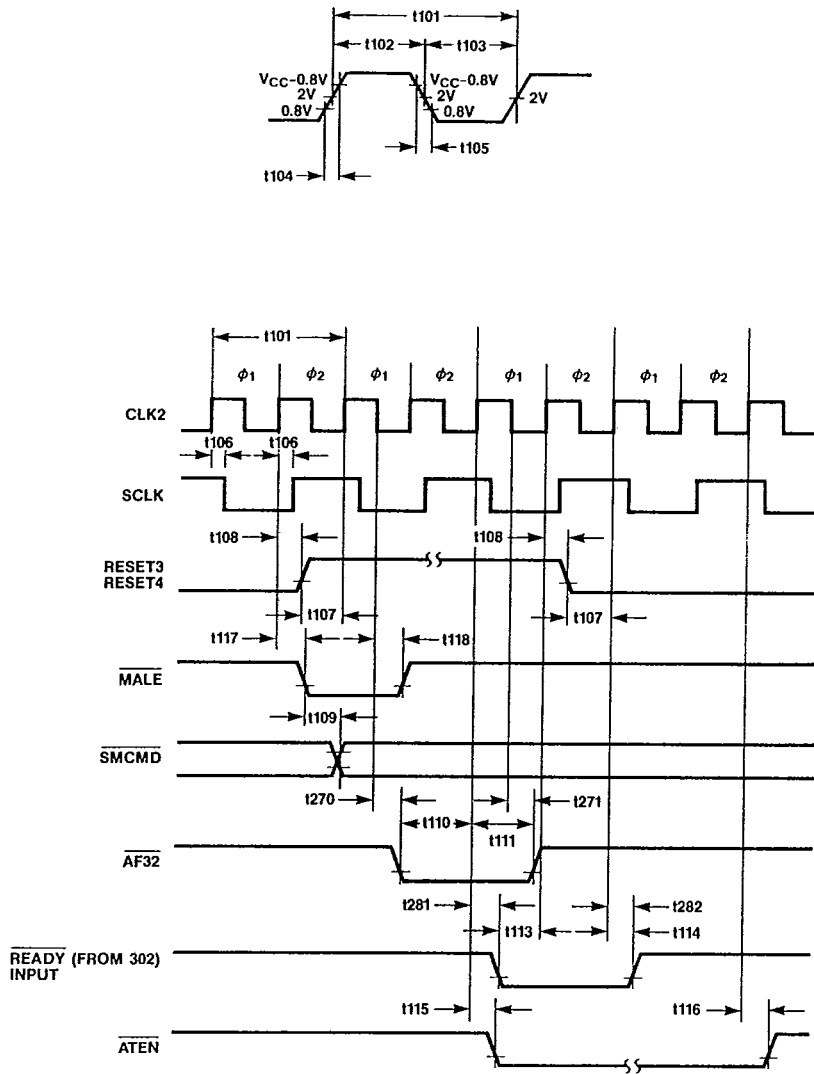 t101
t102 t103
VCC–0.8V VCC–0.8V
2V 2V 2V
0.8V 0.8V
t105
t104
t101
ϕ1 ϕ2 ϕ1 ϕ2 ϕ1 ϕ2 ϕ1 ϕ2
CLK2
t106 t106
SCLK
t108 t108
RESET3
RESET4
t107 t107
t117 t118
MALE
t109
SMCMD
t270 t110 t271
t111
AF32
t281 t282
t113 t114
READY (FROM 302)
INPUT
t115 t116
ATEN